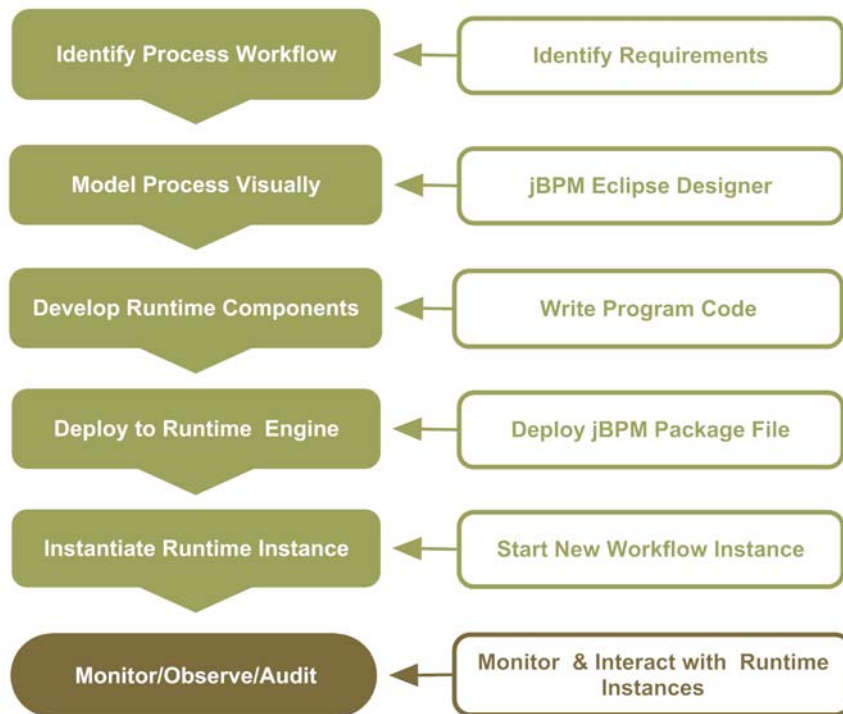 Identify Process Workflow
Identify Requirements
Model Process Visually
jBPM Eclipse Designer
Develop Runtime Components
Write Program Code
Deploy to Runtime  Engine
Deploy jBPM Package File
Instantiate Runtime Instance
Start New Workflow Instance
Monitor/Observe/Audit
Monitor  & Interact with  Runtime
Instances